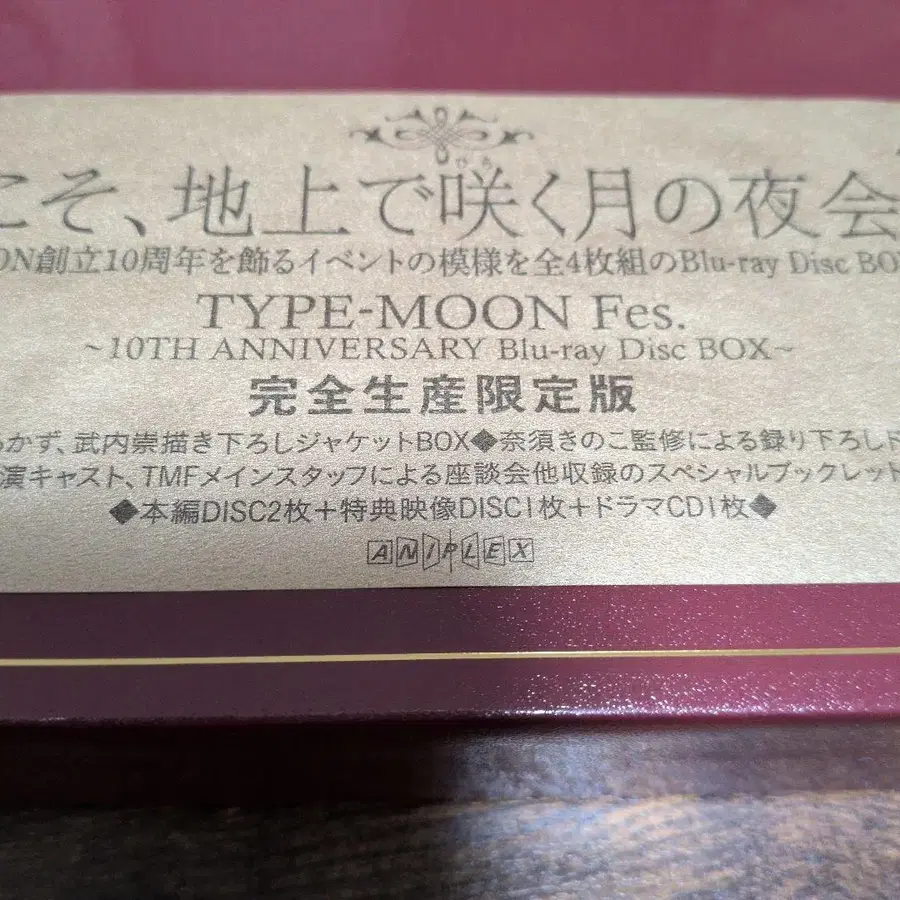 こそ、地上で咲く月の夜会
ON創立10周年を飾るイベントの模様を全4枚組のBlu-ray Disc BO
TYPE-MOON Fes.
~10TH ANNIVERSARY Blu-ray Disc BOX~
完全生産限定版
かず、武内崇描き下ろしジャケットBOX◆奈須きのこ監修による録り下ろしド
演キャスト、TMFメインスタッフによる座談会他収録のスペシャルブックレット
◆本編DISC2枚+特典映像DISC1枚+ドラマCD1枚◆
ANIPLEX